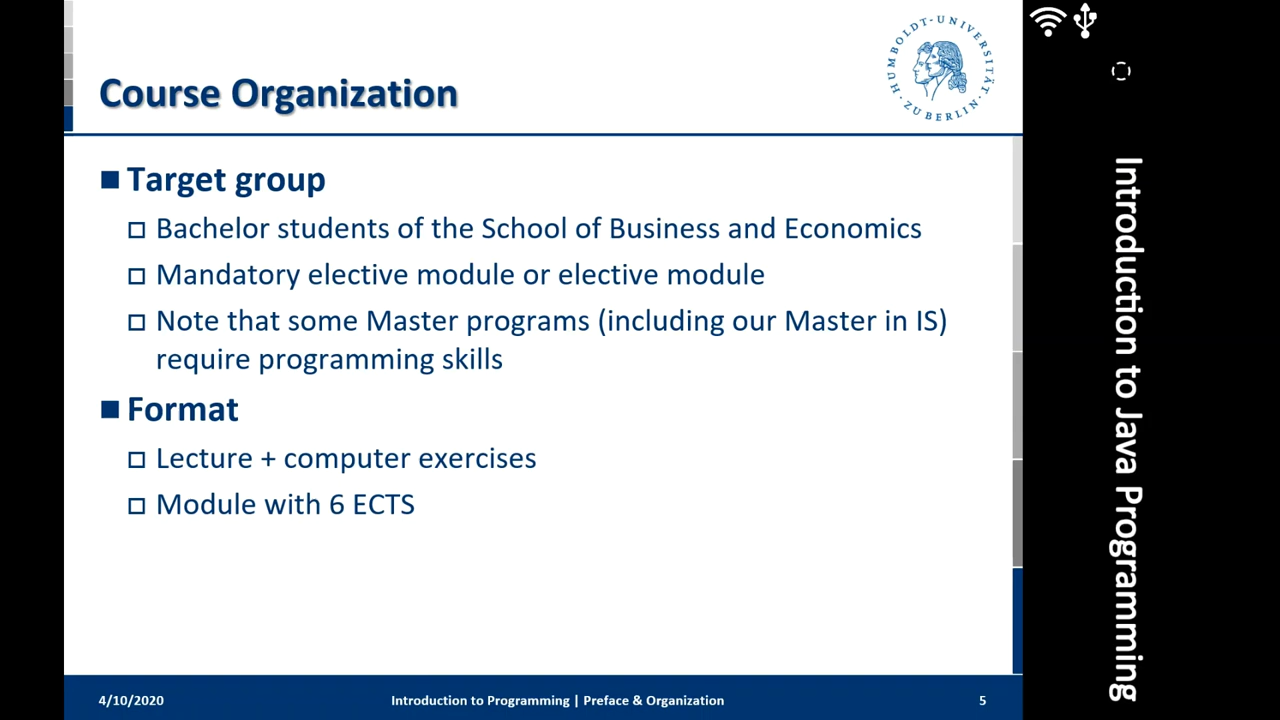 Course Organization
HUMBOLDT-UNIVERSITÄT
ZU BERLIN
Target group
Bachelor students of the School of Business and Economics
Mandatory elective module or elective module
Note that some Master programs (including our Master in IS)
require programming skills
Format
Lecture + computer exercises
Module with 6 ECTS
4/10/2020
Introduction to Programming | Preface & Organization
5
Introduction to Java Programming